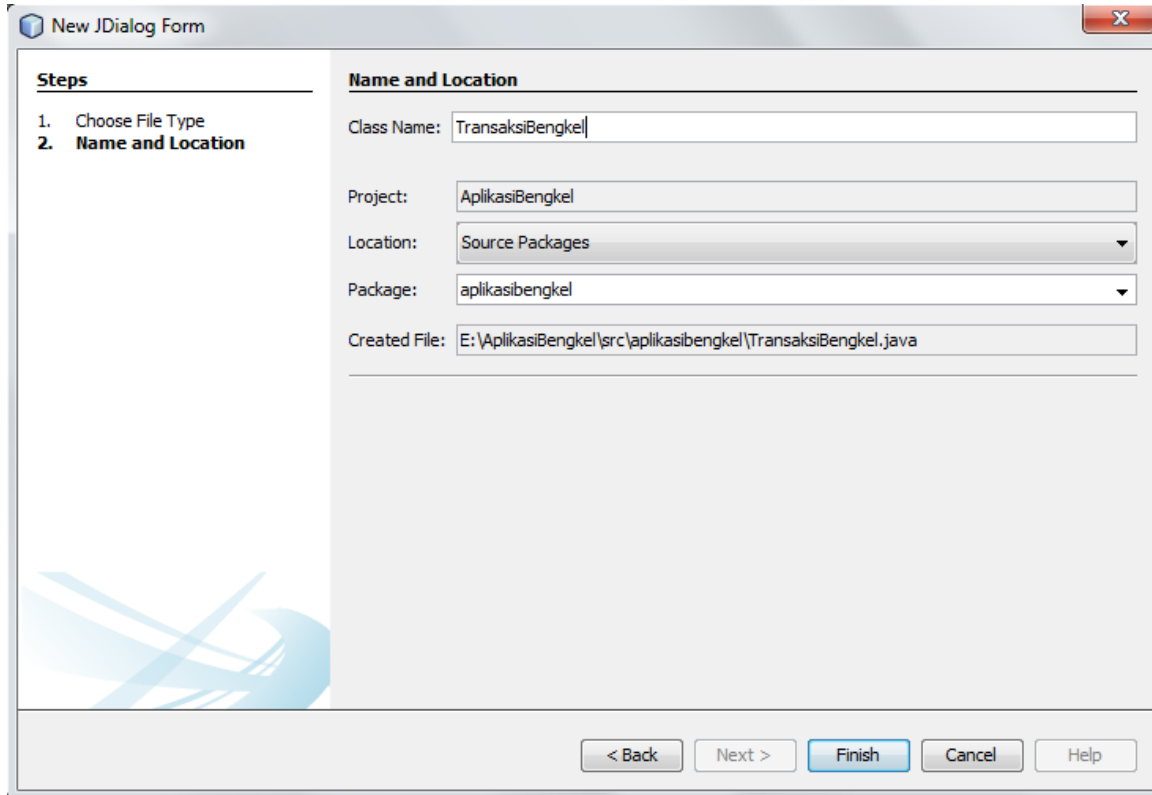 New JDialog Form
Steps
1. Choose File Type
2. Name and Location
Name and Location
Class Name: TransaksiBengkel
Project: AplikasiBengkel
Location: Source Packages
Package: aplikasibengkel
Created File: E:\AplikasiBengkel\src\aplikasibengkel\TransaksiBengkel.java
< Back Next > Finish Cancel Help